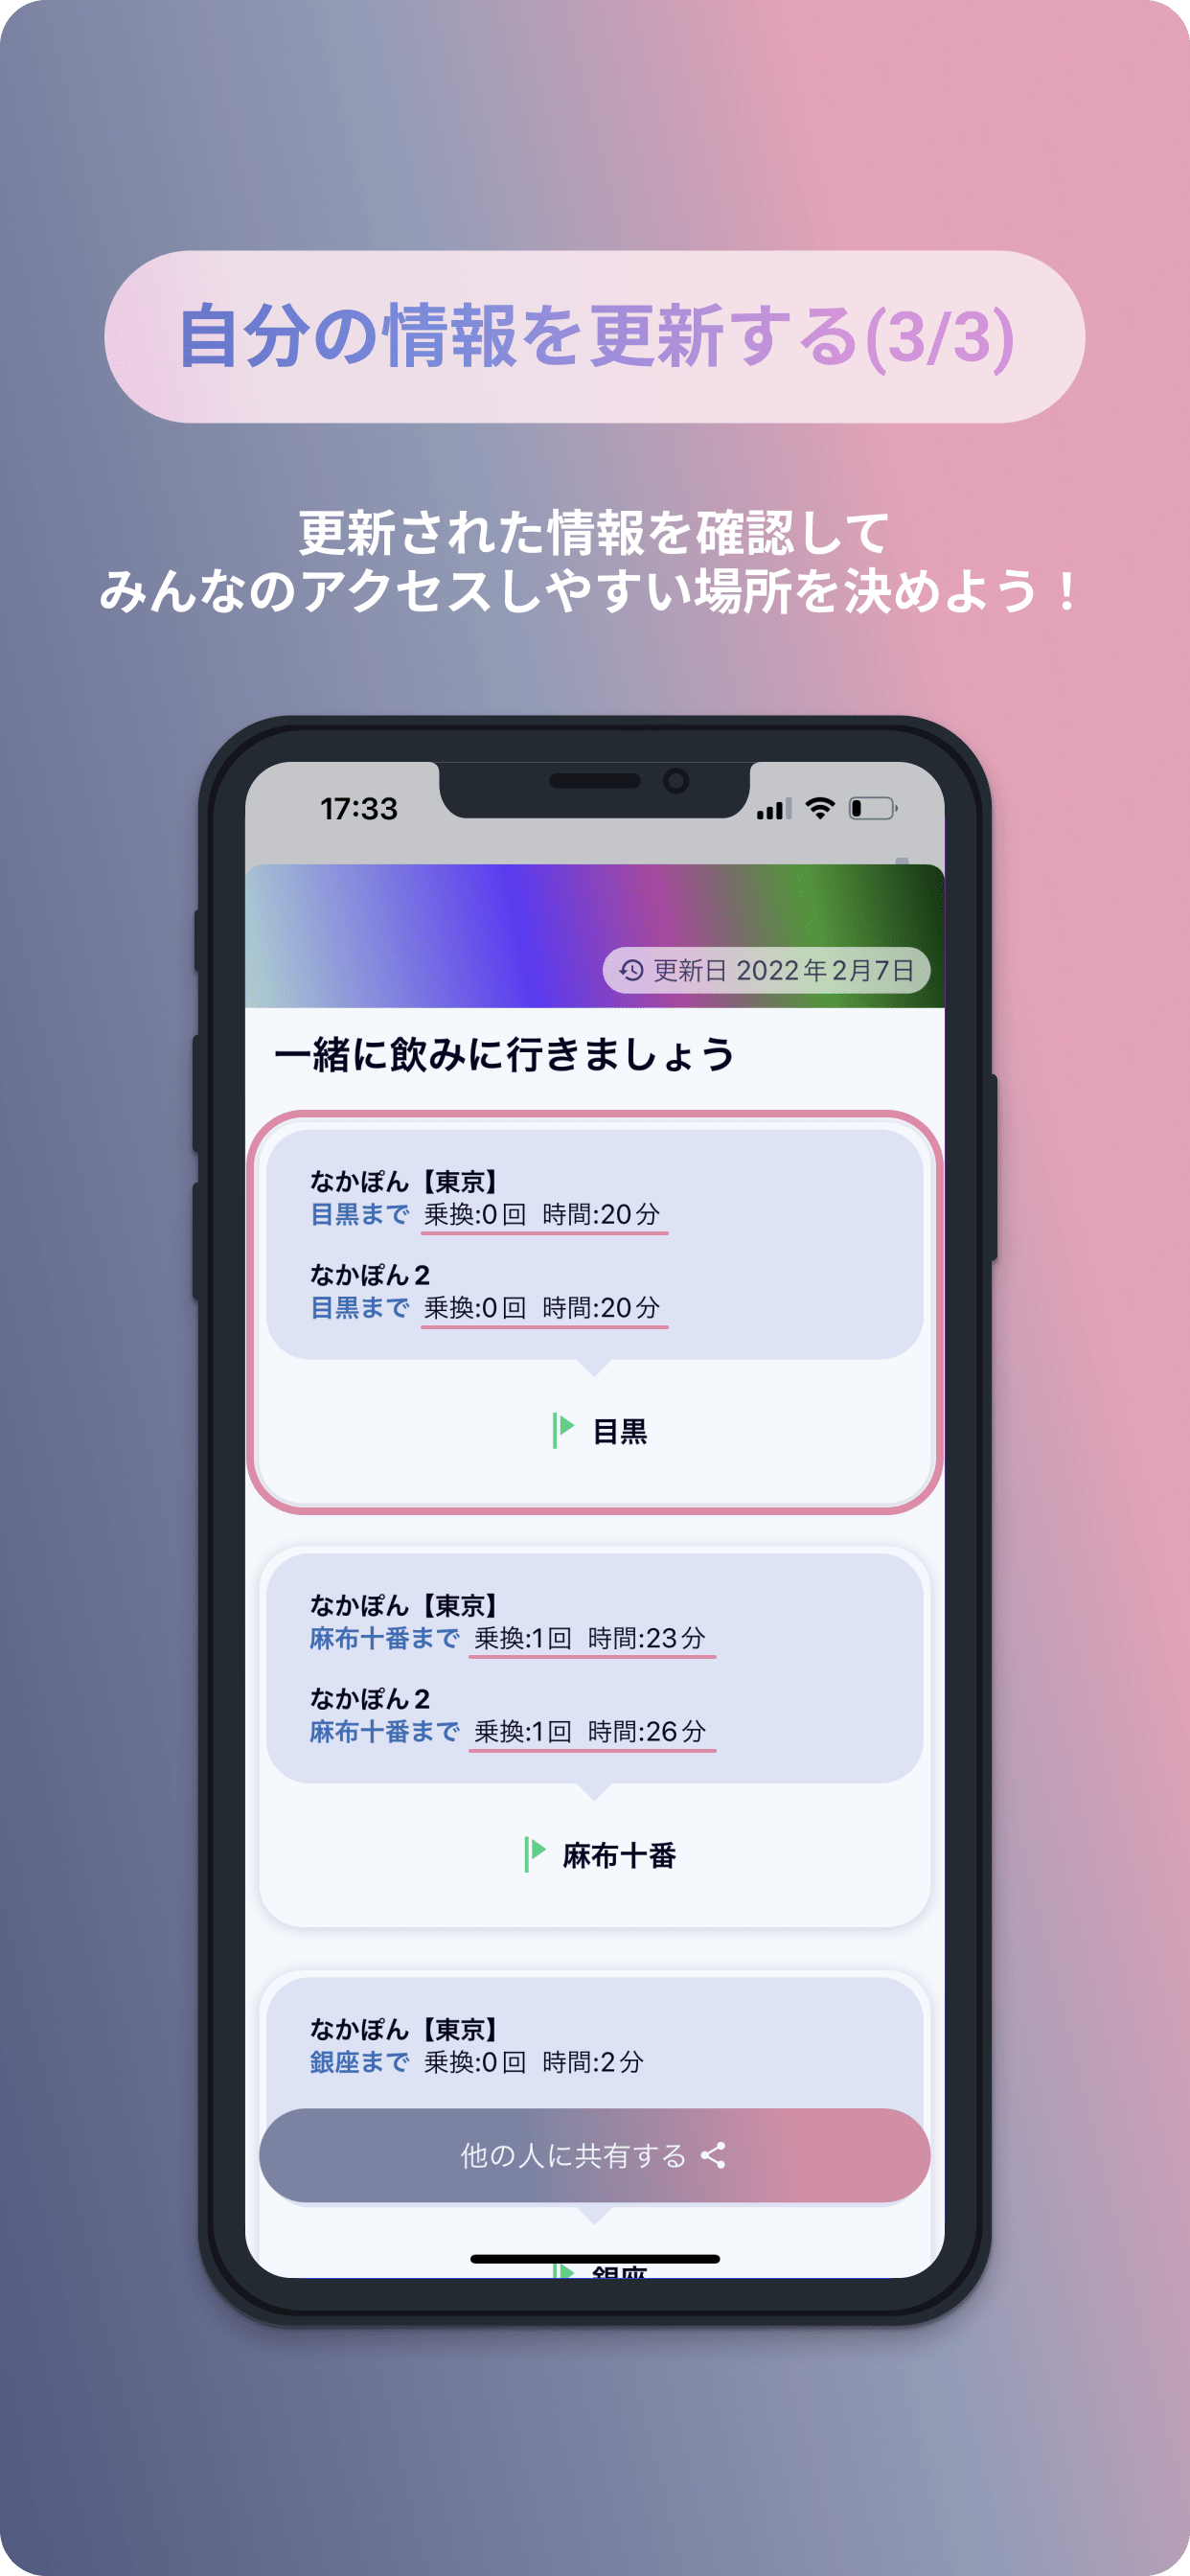 自分の情報を更新する(3/3)
更新された情報を確認して
みんなのアクセスしやすい場所を決めよう！
17:33
更新日 2022年2月7日
一緒に飲みに行きましょう
なかぽん【東京】
目黒まで 乗換:0回 時間:20分
なかぽん2
目黒まで 乗換:0回 時間:20分
目黒
なかぽん【東京】
麻布十番まで 乗換:1回 時間:23分
なかぽん2
麻布十番まで 乗換:1回 時間:26分
麻布十番
なかぽん【東京】
銀座まで 乗換:0回 時間:2分
他の人に共有する
銀座